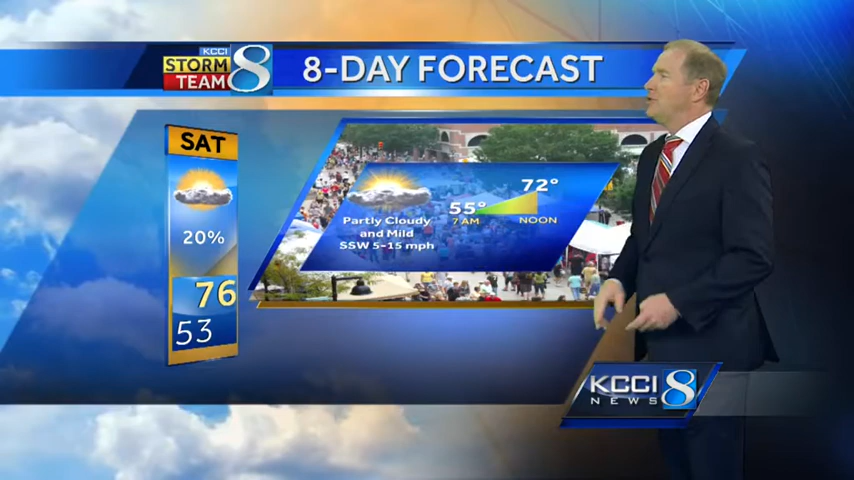 KCCI
STORM
TEAM
8
8-DAY FORECAST
SAT
20%
76
53
Partly Cloudy
and Mild
SSW 5-15 mph
55°
7 AM
72°
NOON
KCCI 8
NEWS